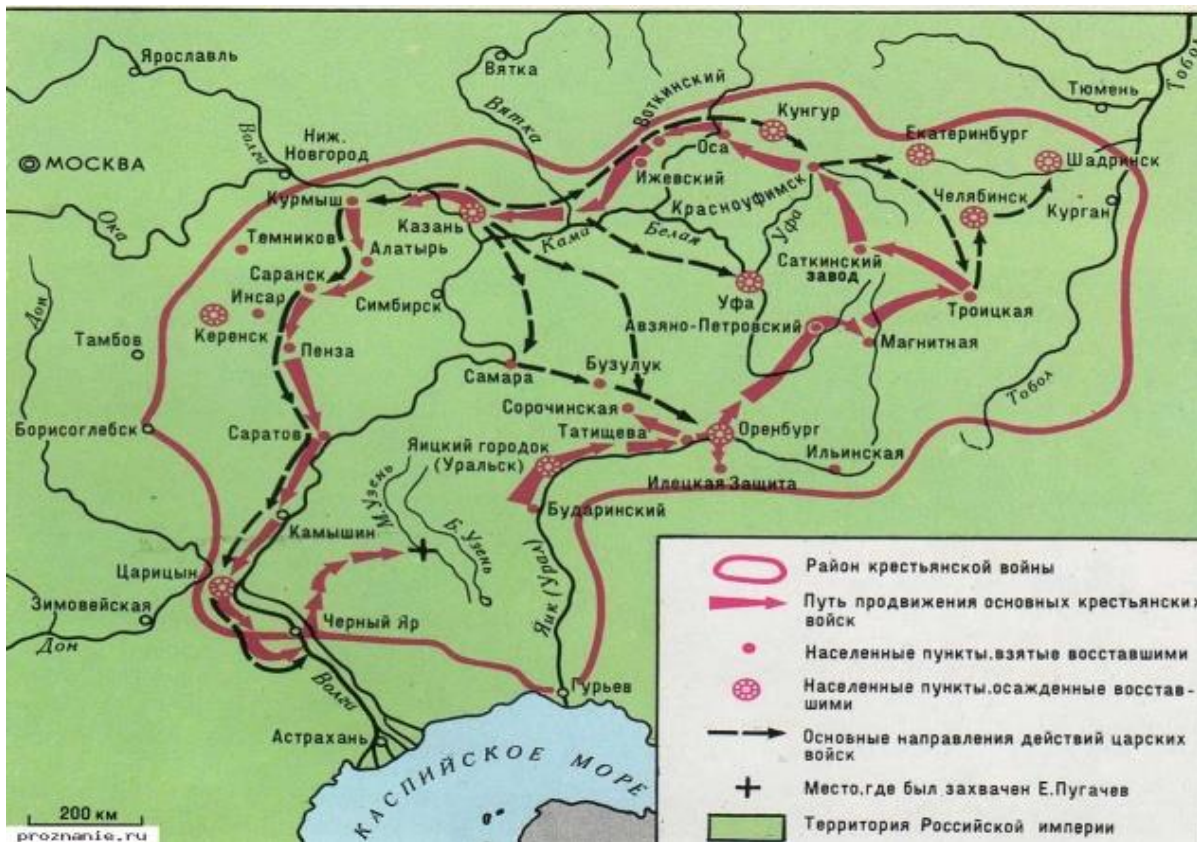 Ярославль
Вятка
Тюмень
Тобол
Вятка
Воткинский
Кунгур
Екатеринбург
Шадринск
Волга
Ниж.
Новгород
МОСКВА
Оса
Ижевский
Челябинск
Курмыш
Казань
Красноуфимск
Курган
Ока
Темников
Алатырь
Кама
Белая
Уфа
Саткинский
завод
Саранск
Инсар
Симбирск
Уфа
Троицкая
Дон
Керенск
Авзяно-Петровский
Магнитная
Тамбов
Пенза
Самара
Бузулук
Тобол
Сорочинская
Борисоглебск
Саратов
Татищева
Оренбург
Яицкий городок
(Уральск)
Ильинская
Илецкая Защита
М.Узень
Бударинский
Камышин
Б.Узень
Царицын
Яик (Урал)
Зимовейская
Черный Яр
Дон
Волга
Гурьев
Астрахань
КАСПИЙСКОЕ МОРЕ
200 км
proznanie.ru
Район крестьянской войны
Путь продвижения основных крестьянских
войск
Населенные пункты.взятые восставшими
Населенные пункты.осажденные восстав-
шими
Основные направления действий царских
войск
Место.где был захвачен Е.Пугачев
Территория Российской империи